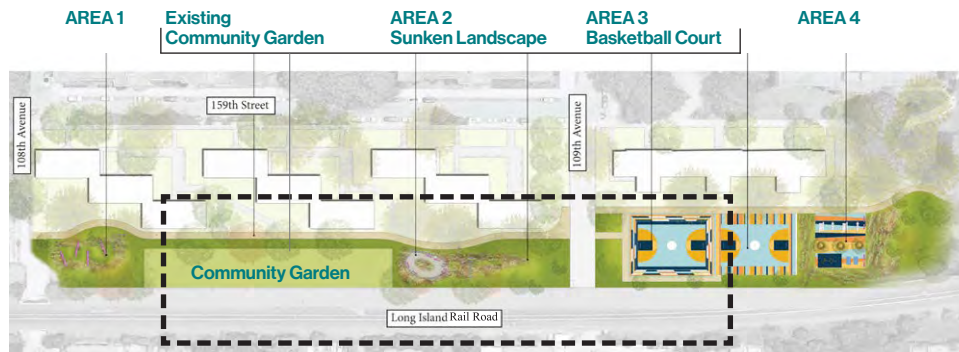 AREA 1
Existing
Community Garden
AREA 2
Sunken Landscape
AREA 3
Basketball Court
AREA 4
108th Avenue
159th Street
109th Avenue
Community Garden
Long Island Rail Road